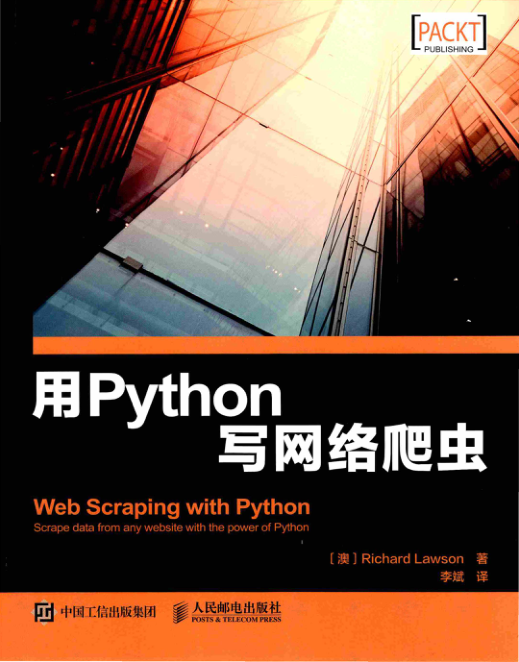 [PACKT]
PUBLISHING
用Python
写网络爬虫
Web Scraping with Python
Scrape data from any website with the power of Python
[澳] Richard Lawson 著
李斌 译
中国工信出版集团
人民邮电出版社
POSTS & TELECOM PRESS